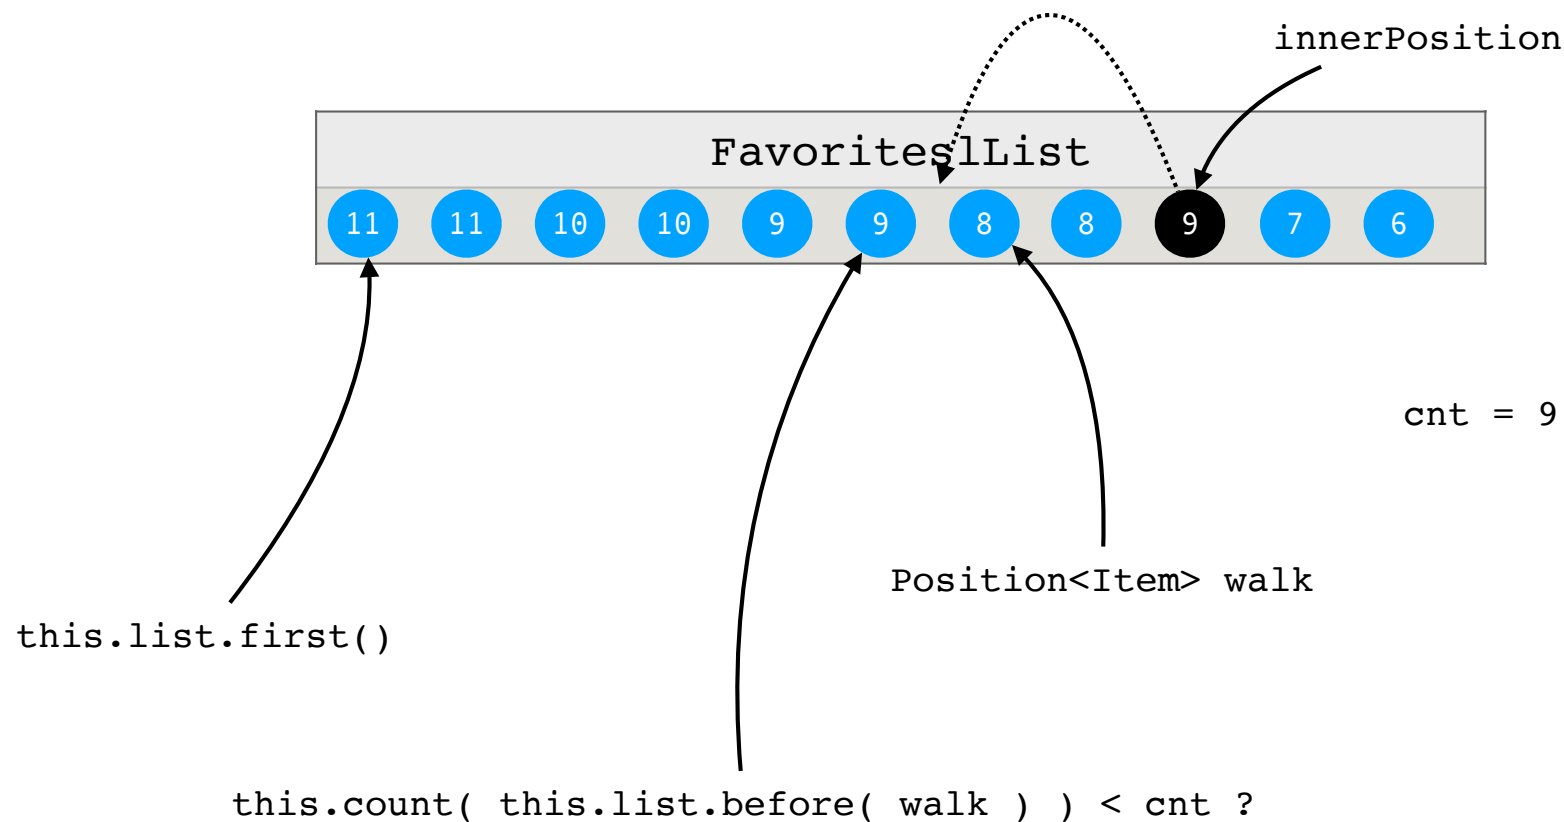 innerPosition
FavoriteslList
11 11 10 10 9 9 8 8 9 7 6
cnt = 9
Position<Item> walk
this.list.first()
this.count( this.list.before( walk ) ) < cnt ?